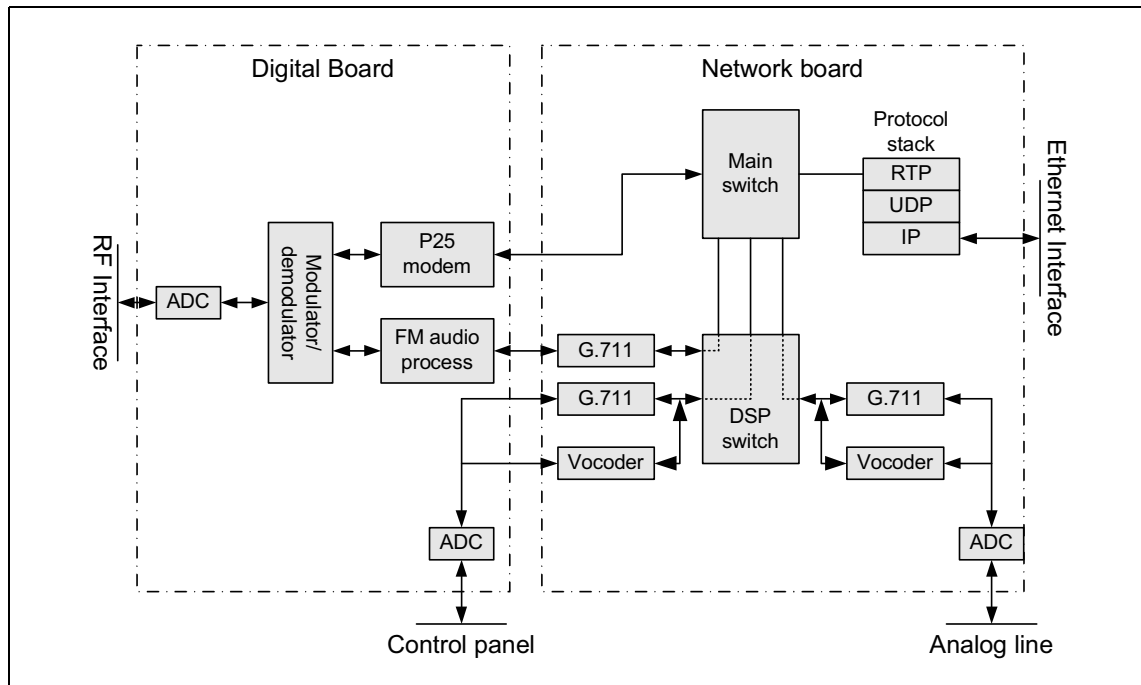 Digital Board
Network board
RF Interface
ADC
Modulator/
demodulator
P25
modem
FM audio
process
Main
switch
Protocol
stack
RTP
UDP
IP
Ethernet Interface
G.711
G.711
Vocoder
DSP
switch
G.711
Vocoder
ADC
ADC
Control panel
Analog line